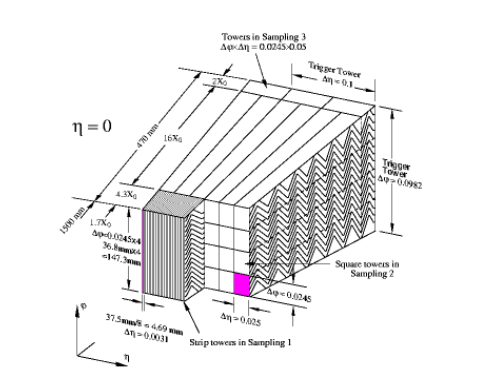 Towers in Sampling 3
Δφ×Δη = 0.0245×0.05
Trigger Tower
Δη = 0.1
2X₀
η = 0
470 mm
16X₀
Trigger
Tower
Δφ = 0.0982
4.3X₀
1500 mm
1.7X₀
Δφ=0.0245x4
36.8mmx4
=147.3mm
Square towers in
Sampling 2
Δφ = 0.0245
Δη = 0.025
37.5mm/8 = 4.69 mm
Δη = 0.0031
Strip towers in Sampling 1
φ
η